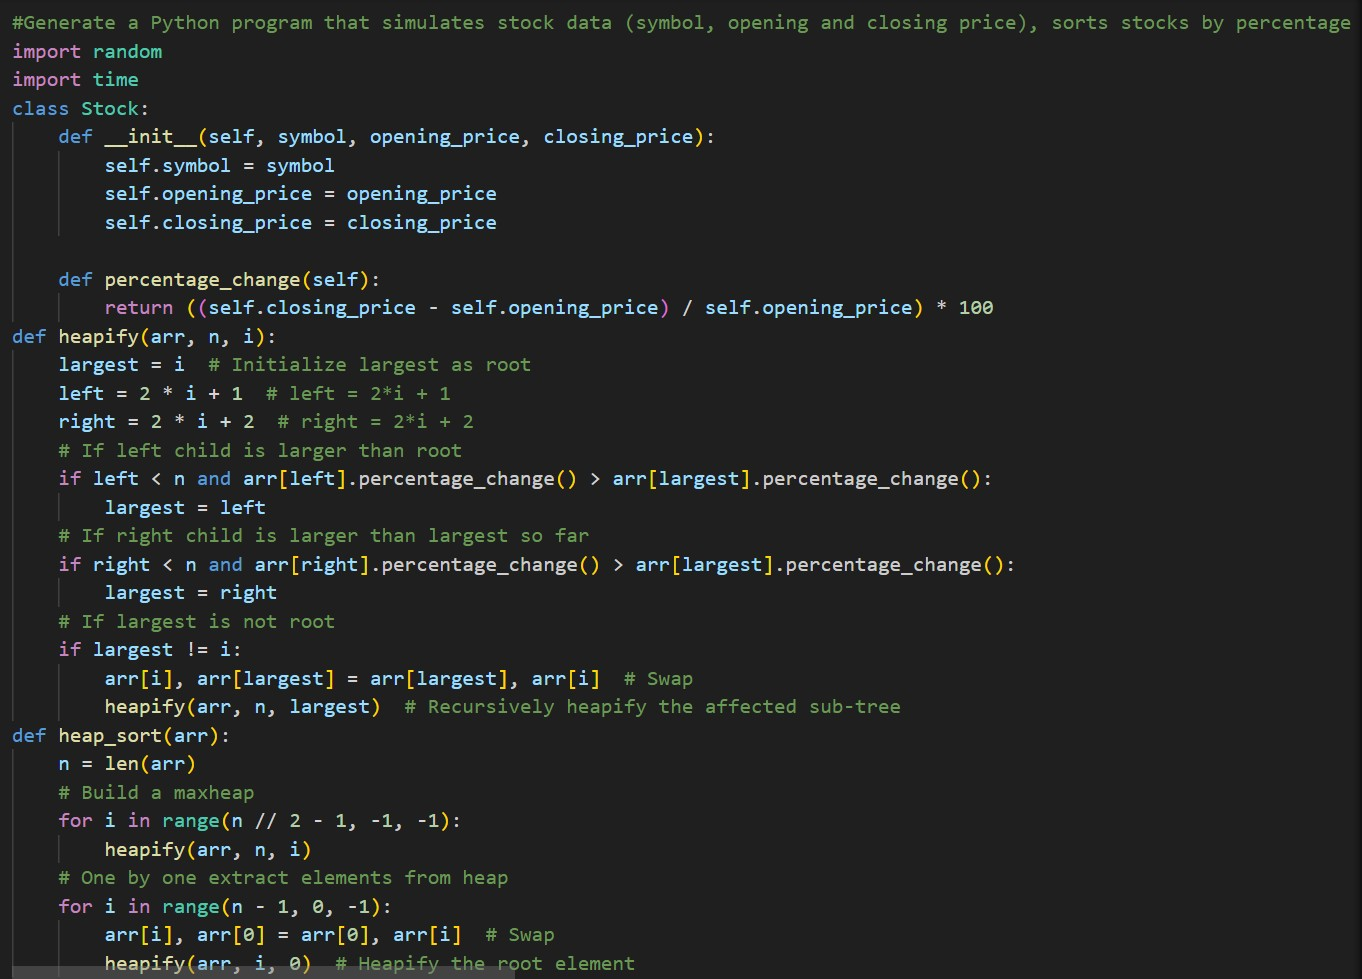 #Generate a Python program that simulates stock data (symbol, opening and closing price), sorts stocks by percentage
import random
import time
class Stock:
    def __init__(self, symbol, opening_price, closing_price):
        self.symbol = symbol
        self.opening_price = opening_price
        self.closing_price = closing_price

    def percentage_change(self):
        return ((self.closing_price - self.opening_price) / self.opening_price) * 100
def heapify(arr, n, i):
    largest = i  # Initialize largest as root
    left = 2 * i + 1  # left = 2*i + 1
    right = 2 * i + 2  # right = 2*i + 2
    # If left child is larger than root
    if left < n and arr[left].percentage_change() > arr[largest].percentage_change():
        largest = left
    # If right child is larger than largest so far
    if right < n and arr[right].percentage_change() > arr[largest].percentage_change():
        largest = right
    # If largest is not root
    if largest != i:
        arr[i], arr[largest] = arr[largest], arr[i]  # Swap
        heapify(arr, n, largest)  # Recursively heapify the affected sub-tree
def heap_sort(arr):
    n = len(arr)
    # Build a maxheap
    for i in range(n // 2 - 1, -1, -1):
        heapify(arr, n, i)
    # One by one extract elements from heap
    for i in range(n - 1, 0, -1):
        arr[i], arr[0] = arr[0], arr[i]  # Swap
        heapify(arr, i, 0)  # Heapify the root element